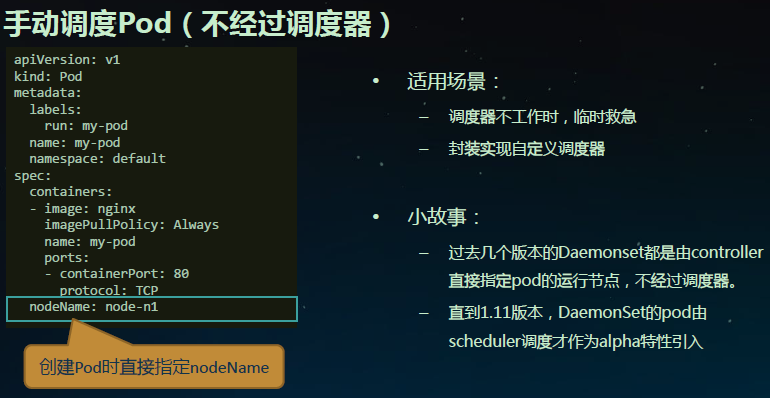 手动调度Pod（不经过调度器）
apiVersion: v1
kind: Pod
metadata:
  labels:
    run: my-pod
  name: my-pod
  namespace: default
spec:
  containers:
  - image: nginx
    imagePullPolicy: Always
    name: my-pod
    ports:
    - containerPort: 80
      protocol: TCP
  nodeName: node-n1
创建Pod时直接指定nodeName
• 适用场景：
– 调度器不工作时，临时救急
– 封装实现自定义调度器
• 小故事：
– 过去几个版本的Daemonset都是由controller
直接指定pod的运行节点，不经过调度器。
– 直到1.11版本，DaemonSet的pod由
scheduler调度才作为alpha特性引入